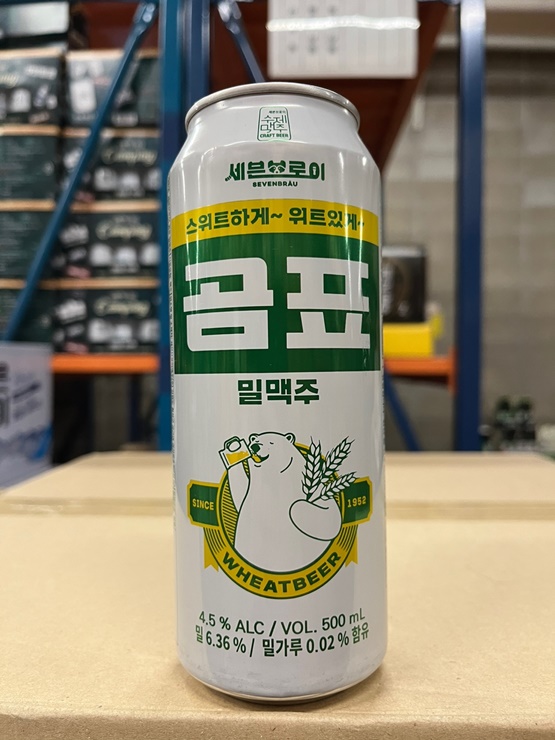 수제
맥주
CRAFT BEER
세븐브로이
SEVENBRÄU
스위트하게~ 위트있게~
곰표
밀맥주
SINCE
1952
WHEATBEER
4.5 % ALC / VOL. 500 mL
밀 6.36 % / 밀가루 0.02 % 함유